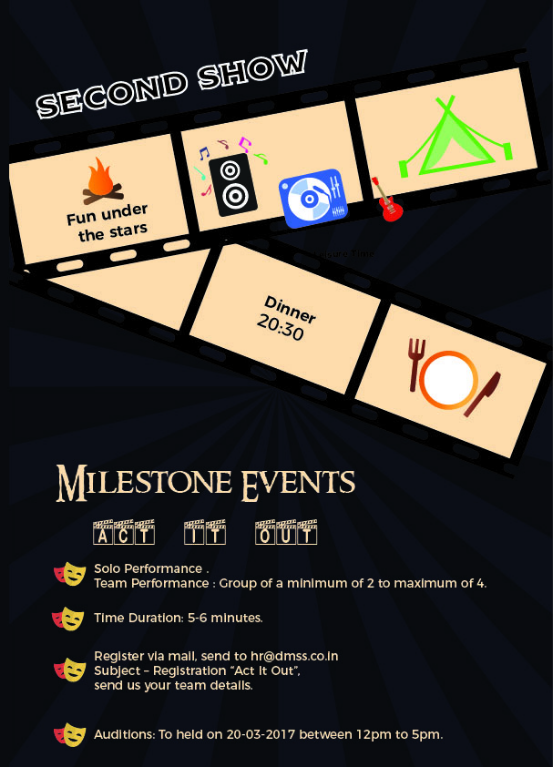 SECOND SHOW
Fun under
the stars
Dinner
20:30
MILESTONE EVENTS
ACT IT OUT
Solo Performance .
Team Performance : Group of a minimum of 2 to maximum of 4.
Time Duration: 5-6 minutes.
Register via mail, send to hr@dmss.co.in
Subject – Registration “Act It Out”,
send us your team details.
Auditions: To held on 20-03-2017 between 12pm to 5pm.